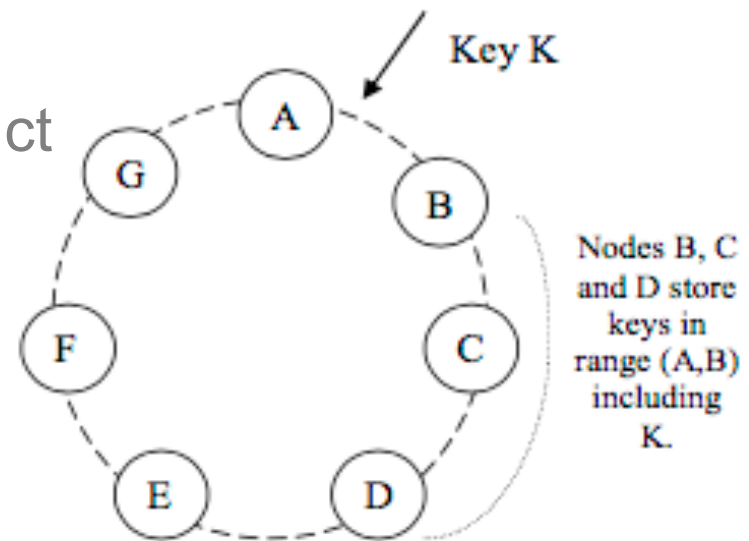 Key K
ct
A
G
B
Nodes B, C
and D store
keys in
range (A,B)
including
K.
F
C
E
D